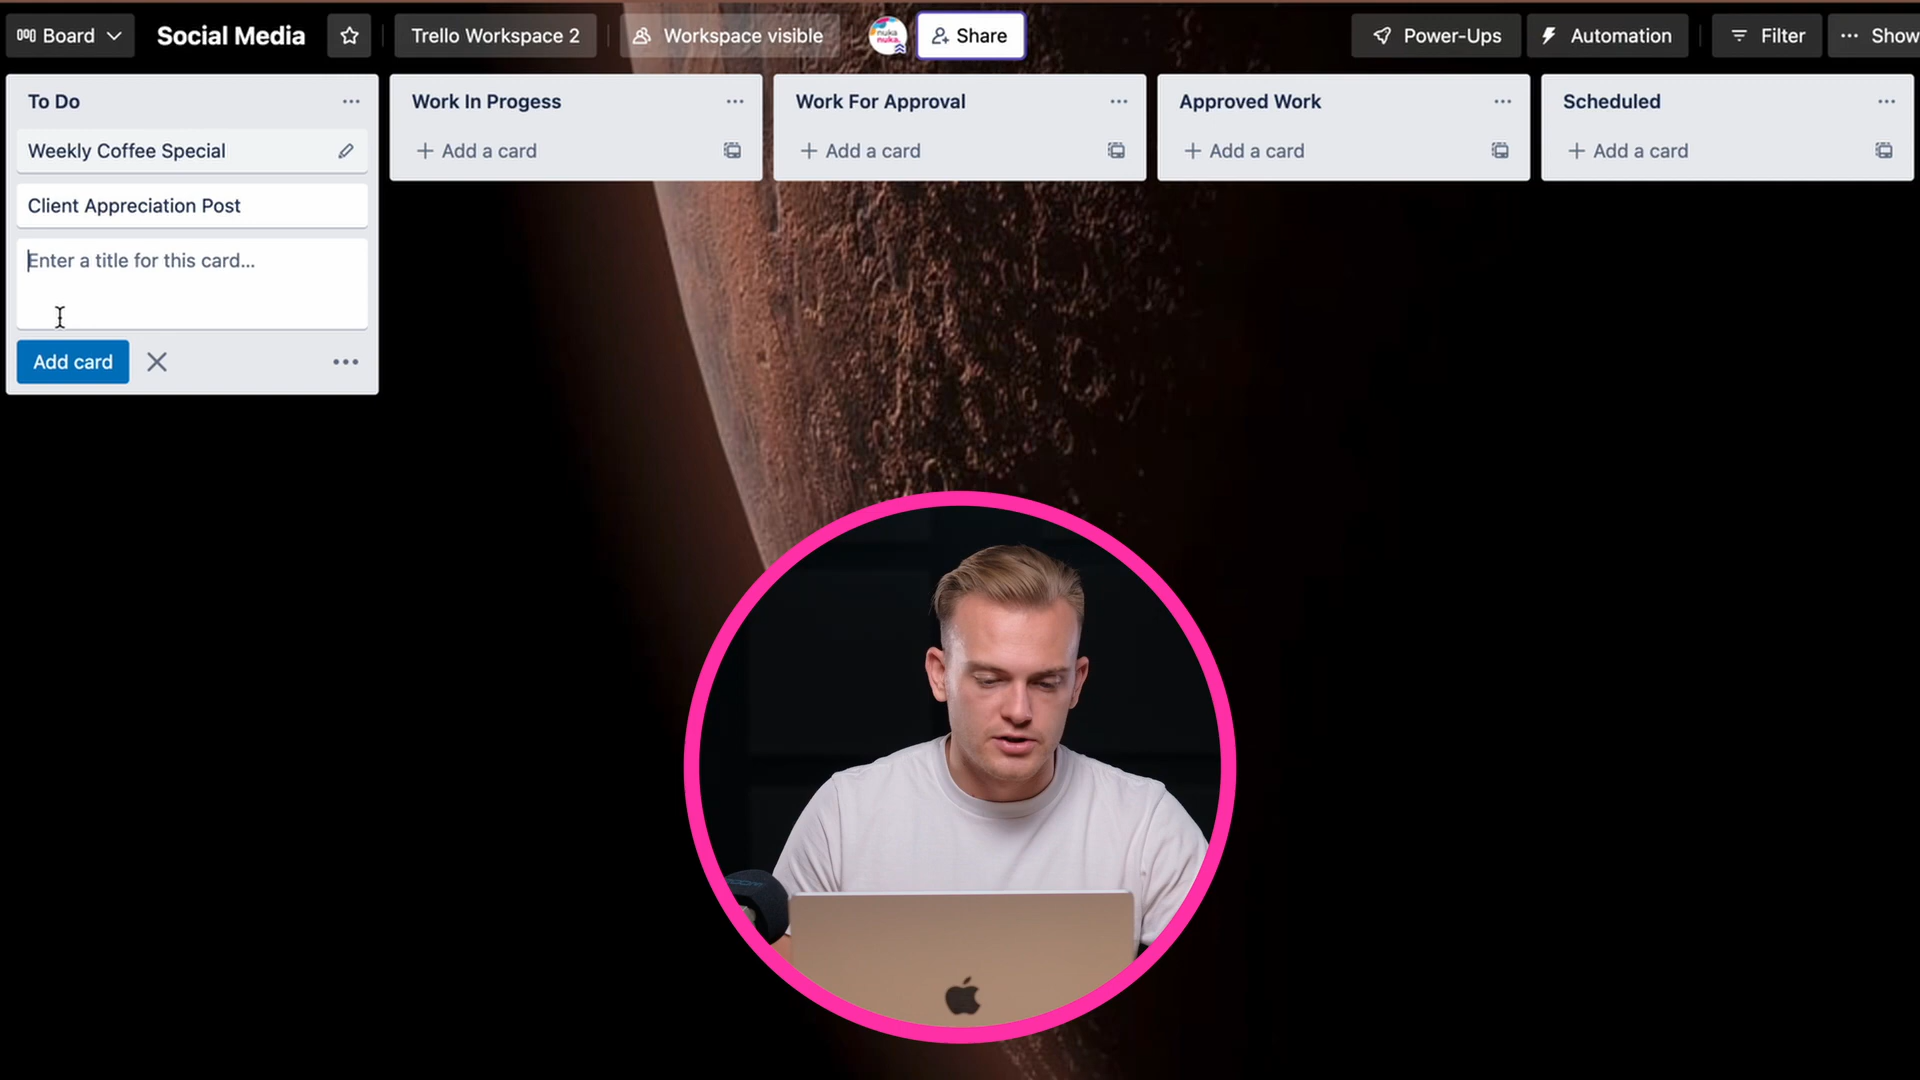 Board
Social Media
Trello Workspace 2
Workspace visible
nuka
nuka.
Share
Power-Ups
Automation
Filter
Show
To Do
Weekly Coffee Special
Client Appreciation Post
Enter a title for this card...
Add card
Work In Progess
Add a card
Work For Approval
Add a card
Approved Work
Add a card
Scheduled
Add a card